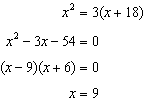 x² = 3(x + 18)
x² − 3x − 54 = 0
(x − 9)(x + 6) = 0
x = 9